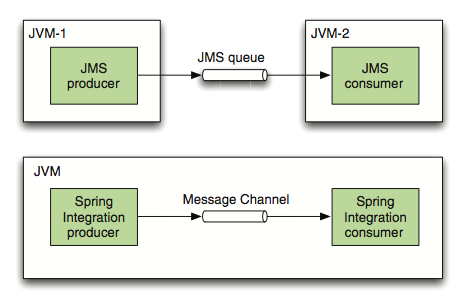 JVM-1
JVM-2
JMS queue
JMS
producer
JMS
consumer
JVM
Message Channel
Spring
Integration
producer
Spring
Integration
consumer